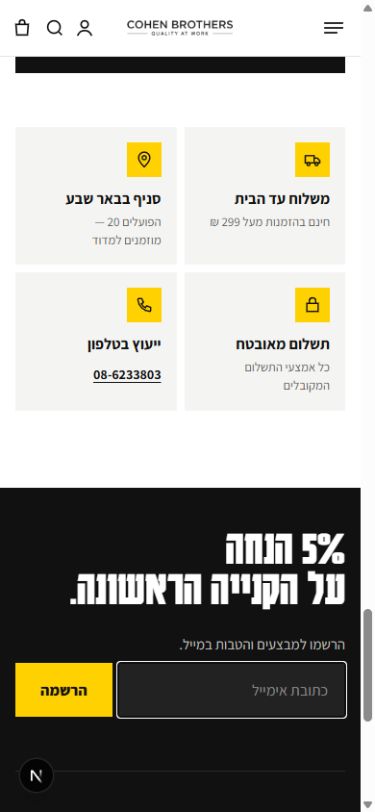 COHEN BROTHERS
QUALITY AT WORK
משלוח עד הבית
חינם בהזמנות מעל 299 ₪
סניף בבאר שבע
הפועלים 20 —
מוזמנים למדוד
תשלום מאובטח
כל אמצעי התשלום
המקובלים
ייעוץ בטלפון
08-6233803
5% הנחה
על הקנייה הראשונה.
הרשמו למבצעים והטבות במייל.
כתובת אימייל
הרשמה
N